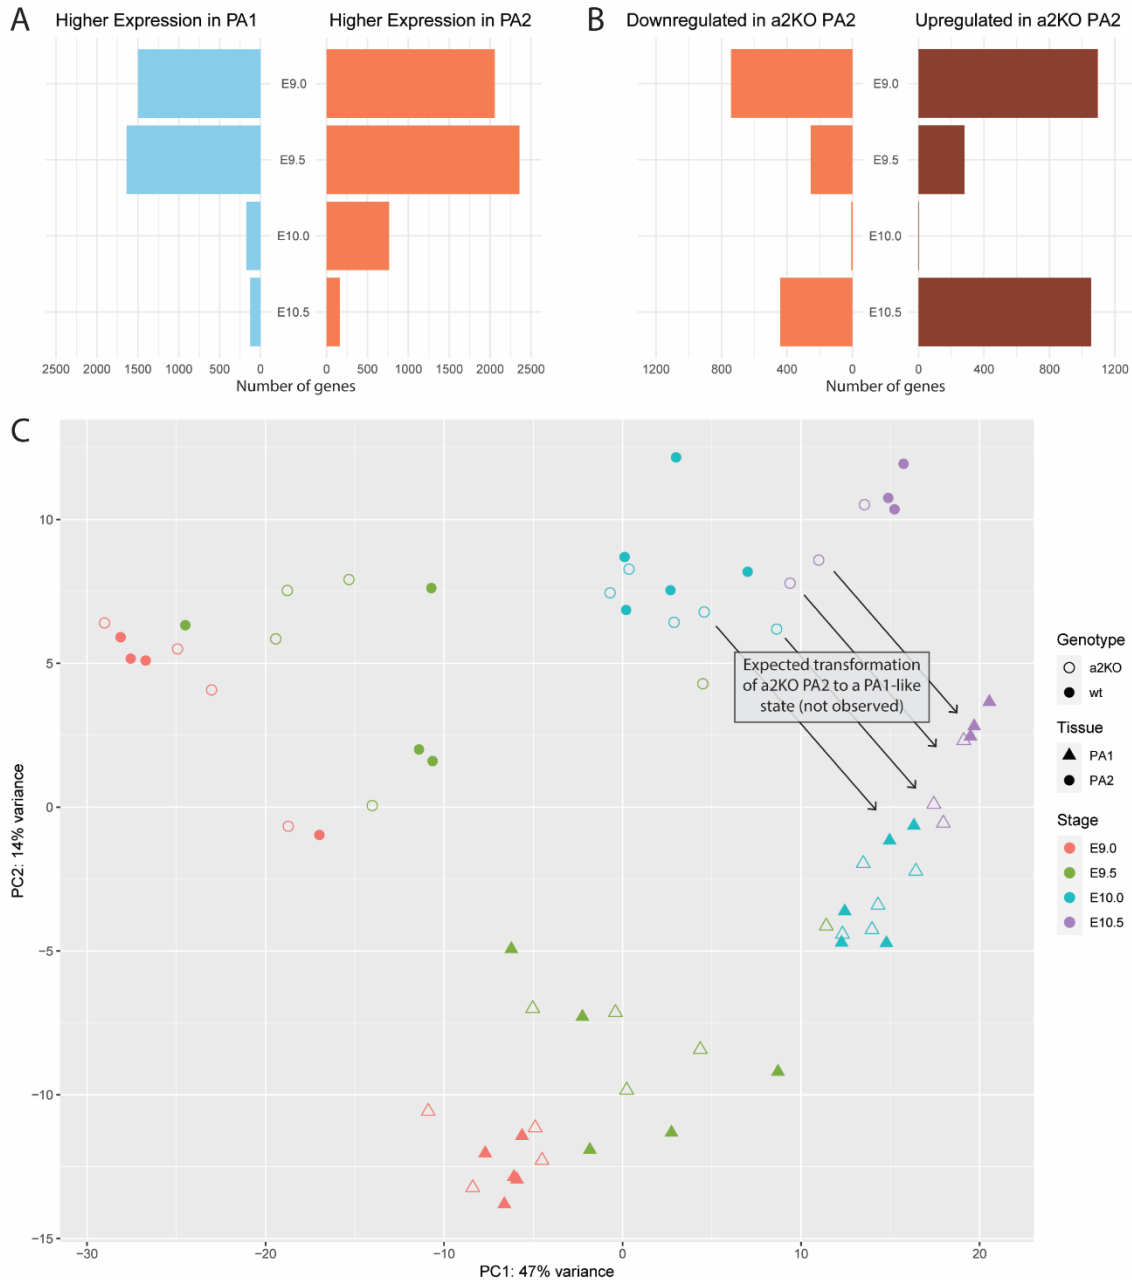 A
Higher Expression in PA1
Higher Expression in PA2
E9.0
E9.5
E10.0
E10.5
2500 2000 1500 1000 500 0
0 500 1000 1500 2000 2500
Number of genes
B
Downregulated in a2KO PA2
Upregulated in a2KO PA2
E9.0
E9.5
E10.0
E10.5
1200 800 400 0
0 400 800 1200
Number of genes
C
10
5
0
−5
−10
−15
PC2: 14% variance
Expected transformation
of a2KO PA2 to a PA1-like
state (not observed)
−30 −20 −10 0 10 20
PC1: 47% variance
Genotype
a2KO
wt
Tissue
PA1
PA2
Stage
E9.0
E9.5
E10.0
E10.5